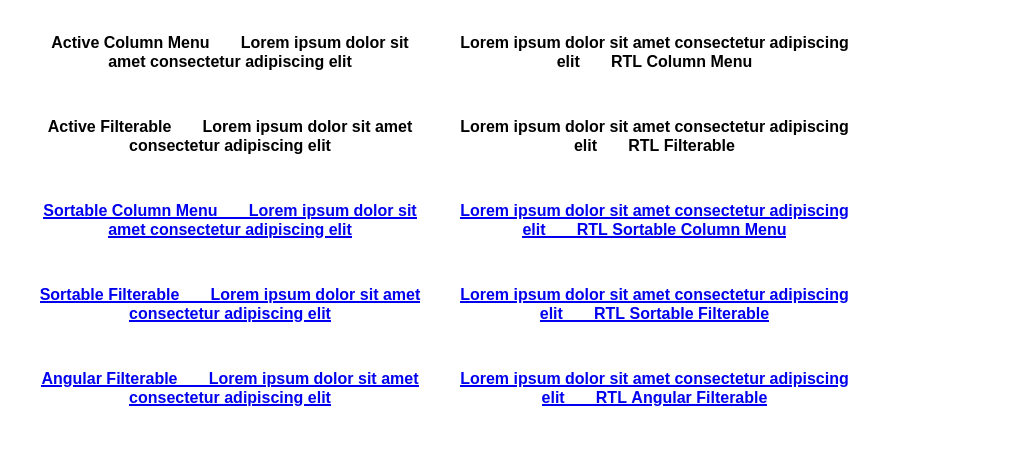 Active Column Menu Lorem ipsum dolor sit
amet consectetur adipiscing elit
Lorem ipsum dolor sit amet consectetur adipiscing
elit RTL Column Menu
Active Filterable Lorem ipsum dolor sit amet
consectetur adipiscing elit
Lorem ipsum dolor sit amet consectetur adipiscing
elit RTL Filterable
Sortable Column Menu Lorem ipsum dolor sit
amet consectetur adipiscing elit
Lorem ipsum dolor sit amet consectetur adipiscing
elit RTL Sortable Column Menu
Sortable Filterable Lorem ipsum dolor sit amet
consectetur adipiscing elit
Lorem ipsum dolor sit amet consectetur adipiscing
elit RTL Sortable Filterable
Angular Filterable Lorem ipsum dolor sit amet
consectetur adipiscing elit
Lorem ipsum dolor sit amet consectetur adipiscing
elit RTL Angular Filterable